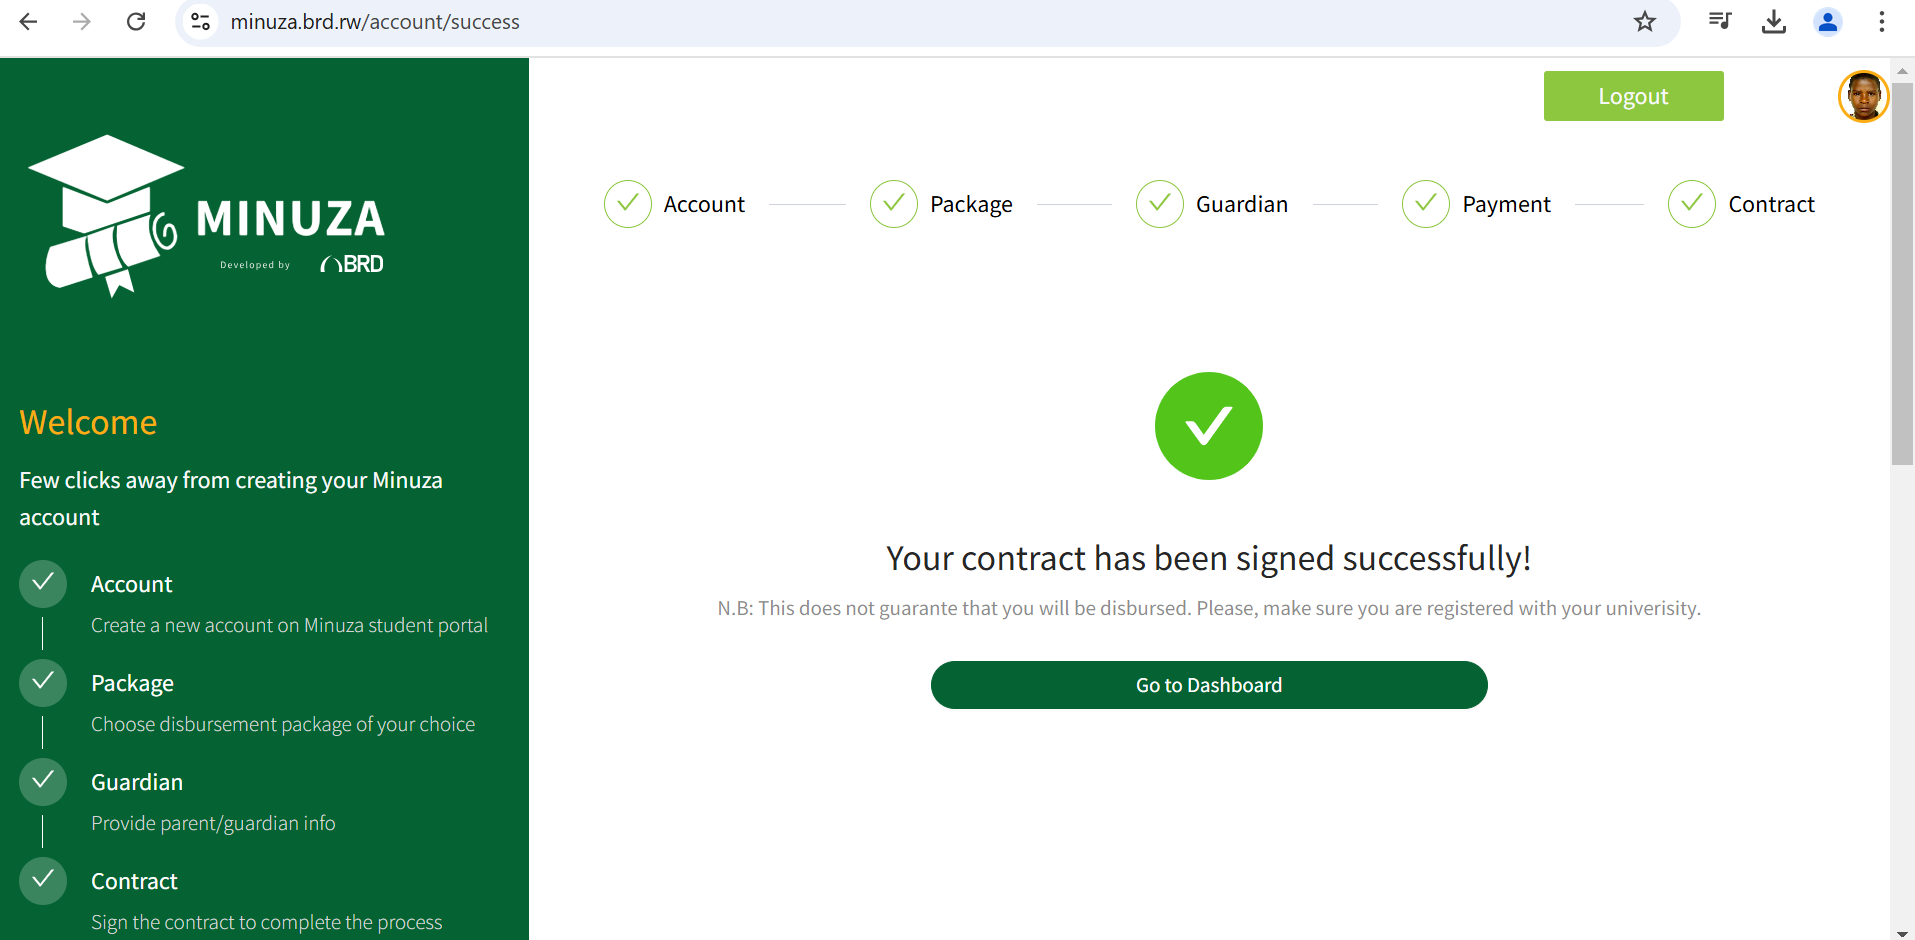 minuza.brd.rw/account/success
Logout
MINUZA
Developed by BRD
Account Package Guardian Payment Contract
Welcome
Few clicks away from creating your Minuza
account
Account
Create a new account on Minuza student portal
Package
Choose disbursement package of your choice
Guardian
Provide parent/guardian info
Contract
Sign the contract to complete the process
Your contract has been signed successfully!
N.B: This does not guarante that you will be disbursed. Please, make sure you are registered with your univerisity.
Go to Dashboard